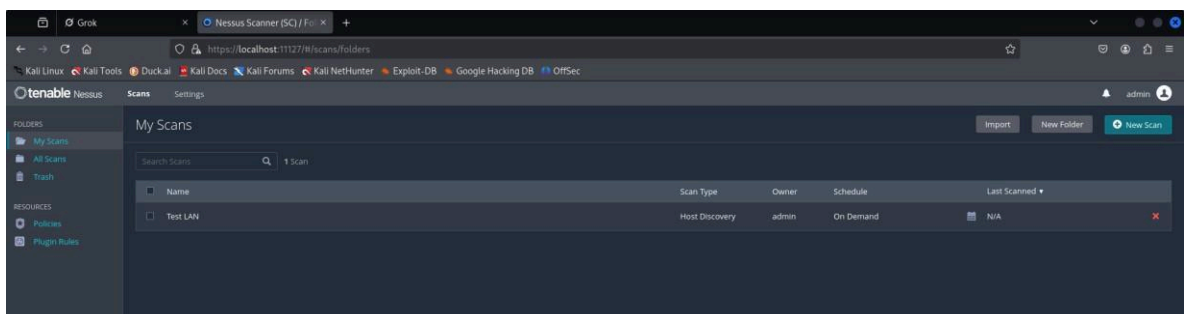 Grok
Nessus Scanner (SC) / Fol
https://localhost:11127/#/scans/folders
Kali Linux Kali Tools Duck.ai Kali Docs Kali Forums Kali NetHunter Exploit-DB Google Hacking DB OffSec
tenable Nessus Scans Settings admin
FOLDERS
My Scans
All Scans
Trash
RESOURCES
Policies
Plugin Rules
My Scans Import New Folder New Scan
Search Scans 1 Scan
Name Scan Type Owner Schedule Last Scanned
Test LAN Host Discovery admin On Demand N/A